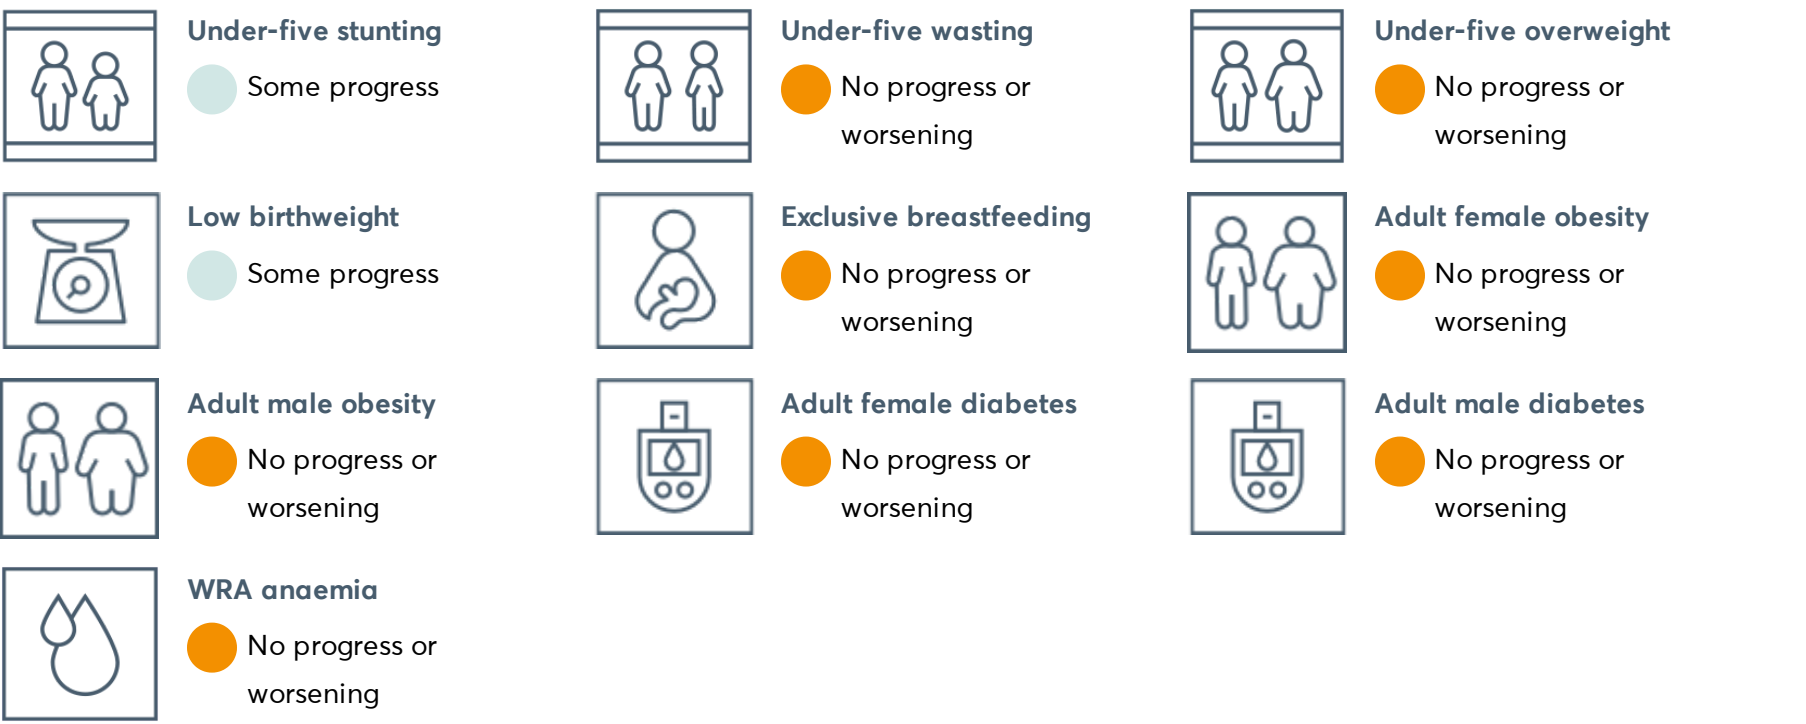 Under-five stunting
Some progress
Under-five wasting
No progress or
worsening
Under-five overweight
No progress or
worsening
Low birthweight
Some progress
Exclusive breastfeeding
No progress or
worsening
Adult female obesity
No progress or
worsening
Adult male obesity
No progress or
worsening
Adult female diabetes
No progress or
worsening
Adult male diabetes
No progress or
worsening
WRA anaemia
No progress or
worsening